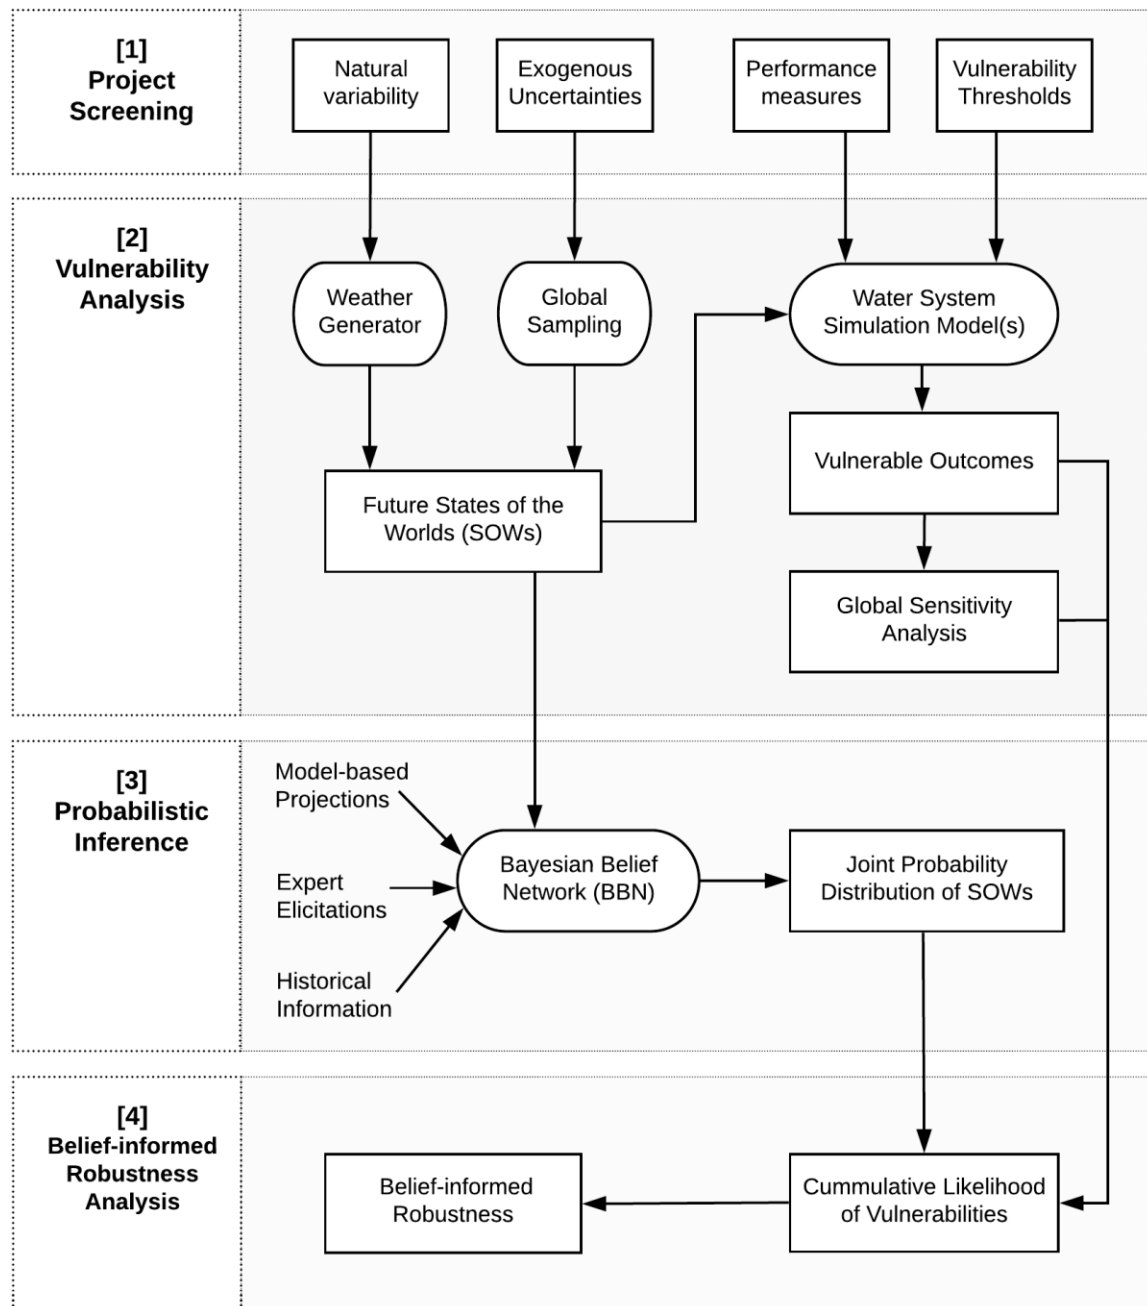 [1]
Project
Screening
Natural
variability
Exogenous
Uncertainties
Performance
measures
Vulnerability
Thresholds
[2]
Vulnerability
Analysis
Weather
Generator
Global
Sampling
Water System
Simulation Model(s)
Future States of the
Worlds (SOWs)
Vulnerable Outcomes
Global Sensitivity
Analysis
[3]
Probabilistic
Inference
Model-based
Projections
Expert
Elicitations
Historical
Information
Bayesian Belief
Network (BBN)
Joint Probability
Distribution of SOWs
[4]
Belief-informed
Robustness
Analysis
Belief-informed
Robustness
Cummulative Likelihood
of Vulnerabilities